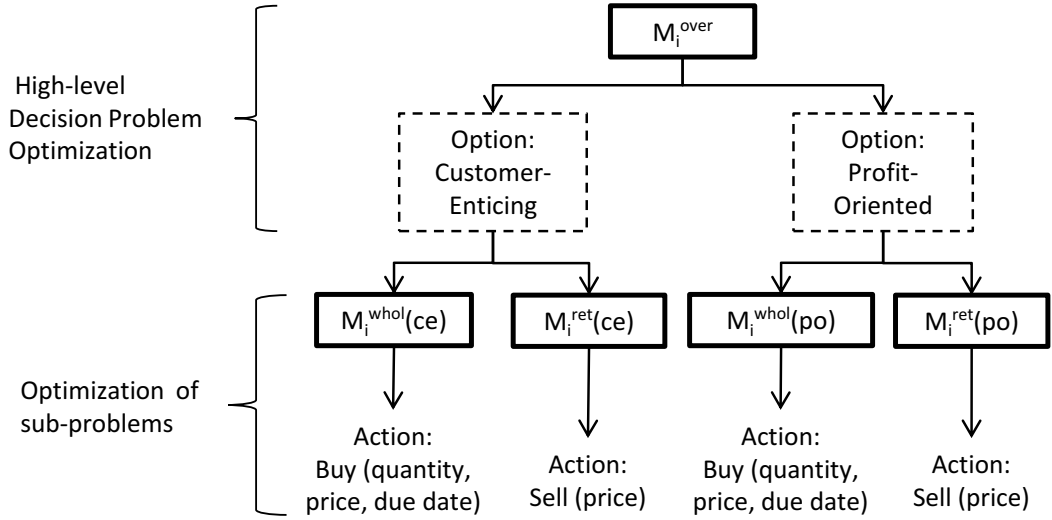 M_i^over
High-level
Decision Problem
Optimization
Option:
Customer-
Enticing
Option:
Profit-
Oriented
M_i^whol(ce)
M_i^ret(ce)
M_i^whol(po)
M_i^ret(po)
Optimization of
sub-problems
Action:
Buy (quantity,
price, due date)
Action:
Sell (price)
Action:
Buy (quantity,
price, due date)
Action:
Sell (price)